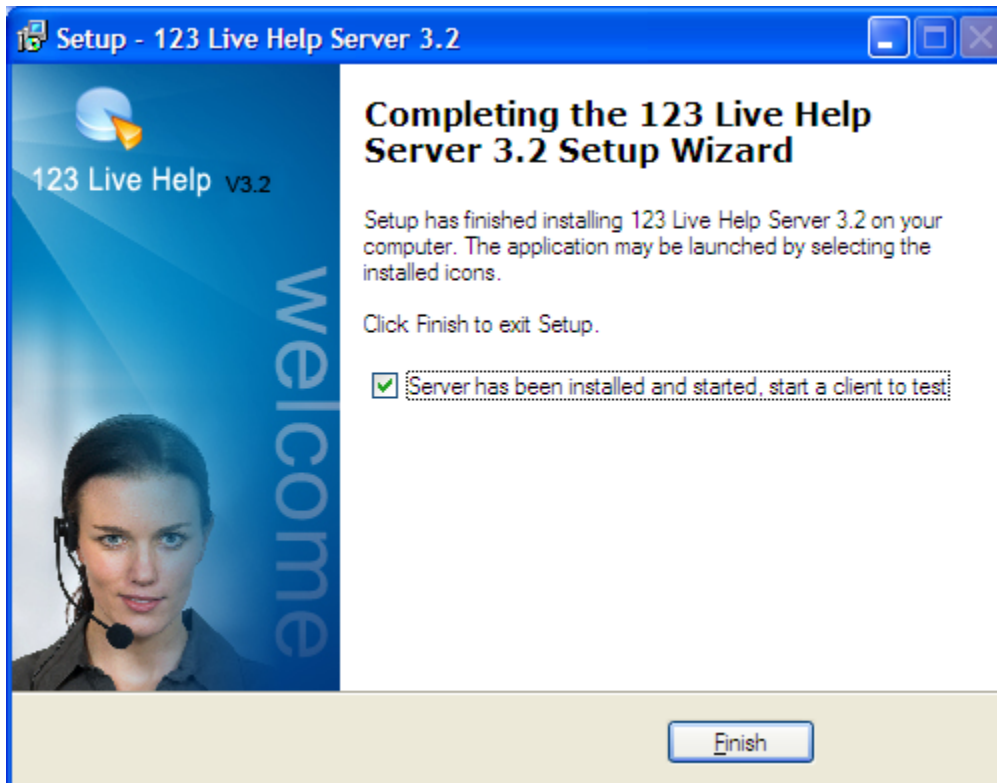 Setup - 123 Live Help Server 3.2
123 Live Help V3.2
welcome
Completing the 123 Live Help
Server 3.2 Setup Wizard
Setup has finished installing 123 Live Help Server 3.2 on your
computer. The application may be launched by selecting the
installed icons.
Click Finish to exit Setup.
Server has been installed and started, start a client to test
Finish